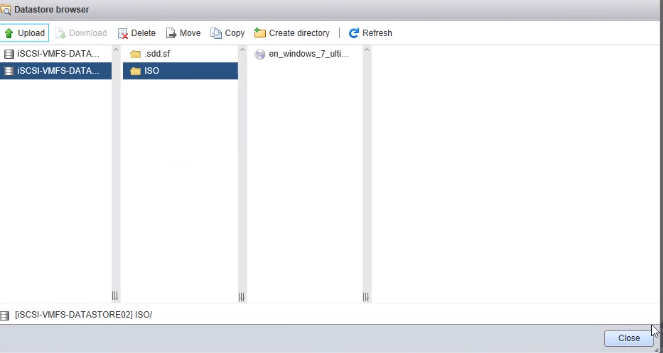 Datastore browser
Upload Download Delete Move Copy Create directory Refresh
iSCSI-VMFS-DATA... .sdd.sf en_windows_7_ulti...
iSCSI-VMFS-DATA... ISO
[iSCSI-VMFS-DATASTORE02] ISO/
Close